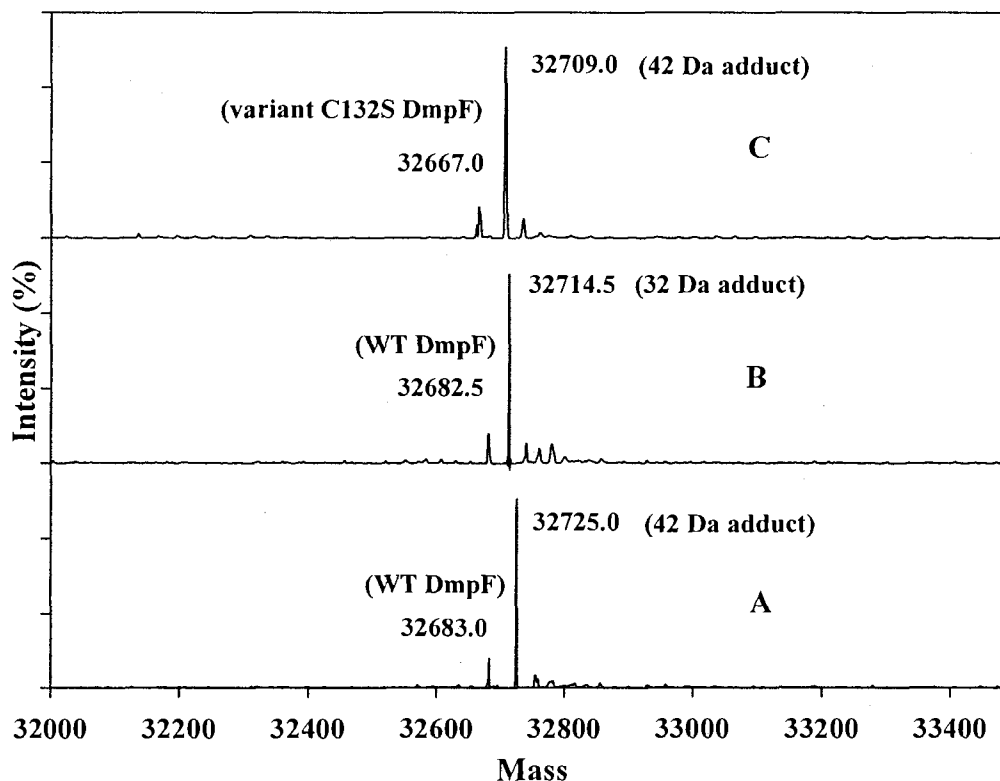 32709.0 (42 Da adduct)
(variant C132S DmpF)
32667.0
C
32714.5 (32 Da adduct)
(WT DmpF)
32682.5
B
32725.0 (42 Da adduct)
(WT DmpF)
32683.0
A
Intensity (%)
32000 32200 32400 32600 32800 33000 33200 33400
Mass